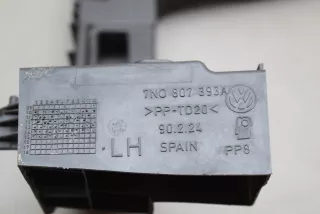 7N0 807 393A
>PP-TD20<
90.2.24
LH SPAIN PP8